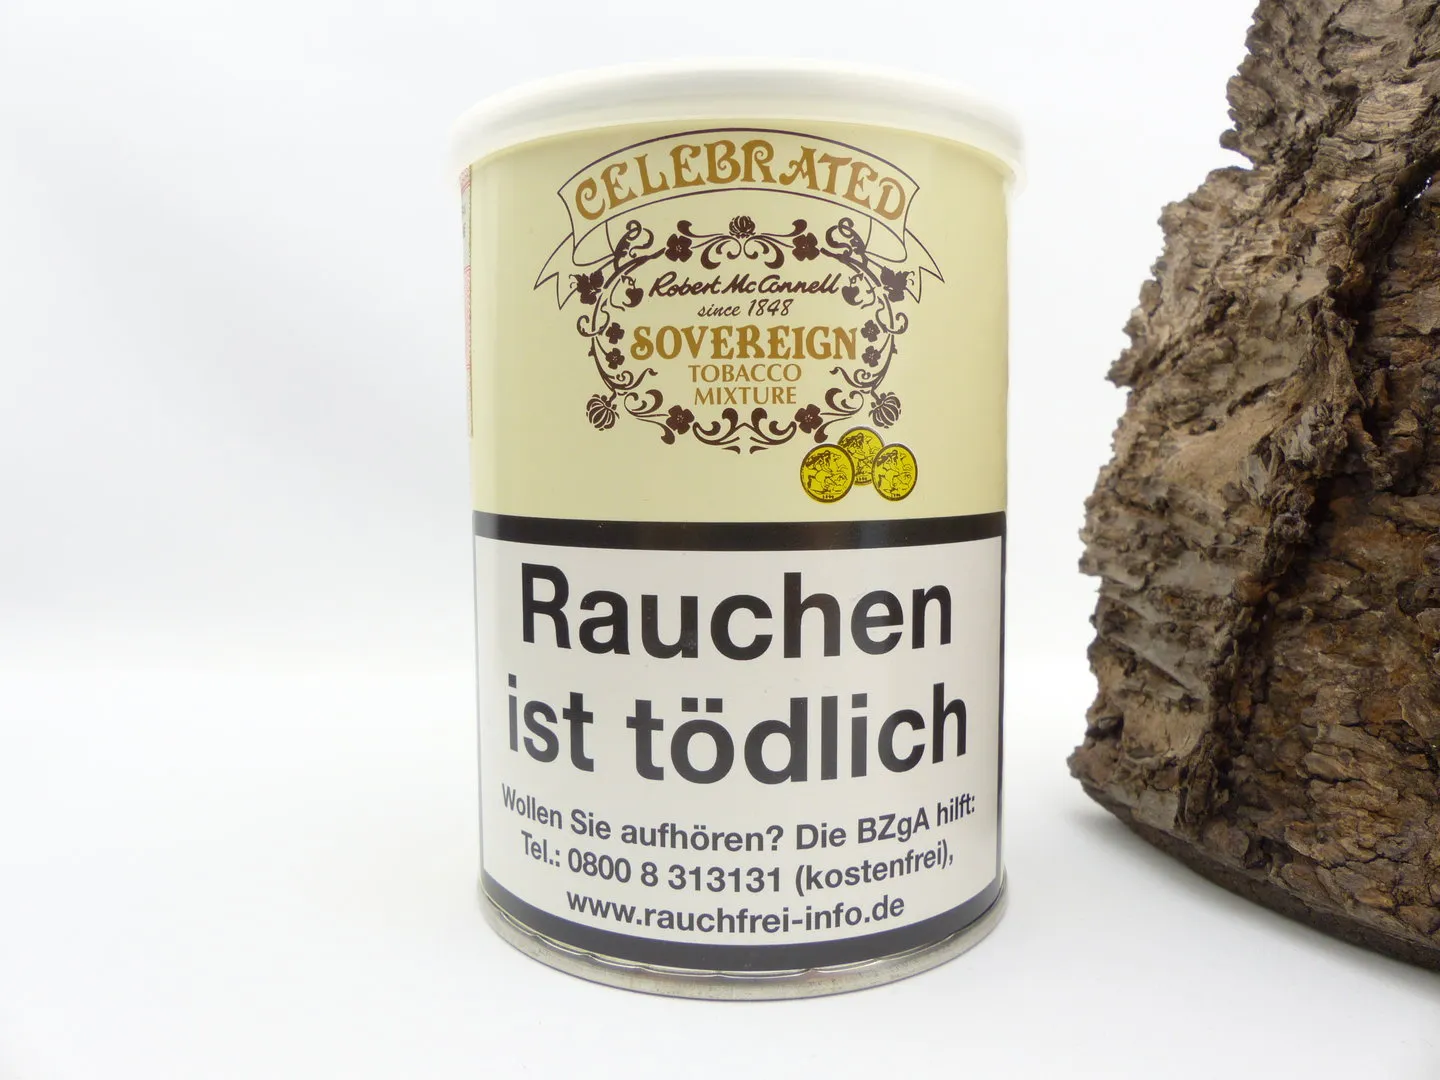 CELEBRATED
Robert McConnell
since 1848
SOVEREIGN
TOBACCO
MIXTURE
Rauchen
ist tödlich
Wollen Sie aufhören? Die BZgA hilft:
Tel.: 0800 8 313131 (kostenfrei),
www.rauchfrei-info.de